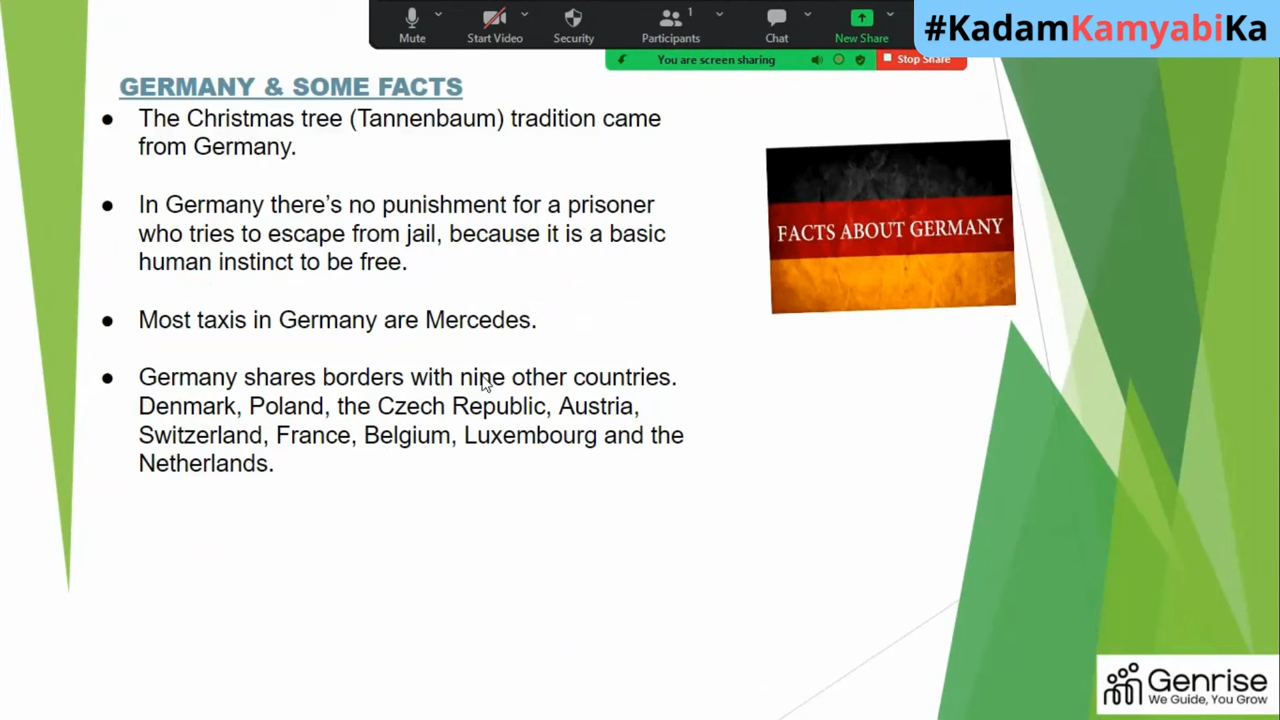 #KadamKamyabiKa
Mute
Start Video
Security
1
Participants
Chat
New Share
You are screen sharing
Stop Share
GERMANY & SOME FACTS
● The Christmas tree (Tannenbaum) tradition came
from Germany.
● In Germany there’s no punishment for a prisoner
who tries to escape from jail, because it is a basic
human instinct to be free.
● Most taxis in Germany are Mercedes.
● Germany shares borders with nine other countries.
Denmark, Poland, the Czech Republic, Austria,
Switzerland, France, Belgium, Luxembourg and the
Netherlands.
FACTS ABOUT GERMANY
Genrise
We Guide, You Grow